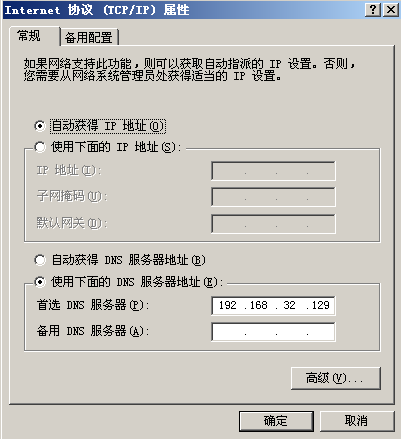 Internet 协议 (TCP/IP) 属性
常规 备用配置
如果网络支持此功能，则可以获取自动指派的 IP 设置。否则，
您需要从网络系统管理员处获得适当的 IP 设置。
自动获得 IP 地址(O)
使用下面的 IP 地址(S):
IP 地址(I):
子网掩码(U):
默认网关(D):
自动获得 DNS 服务器地址(B)
使用下面的 DNS 服务器地址(E):
首选 DNS 服务器(P): 192 .168 . 32 .129
备用 DNS 服务器(A):
高级(V)...
确定 取消